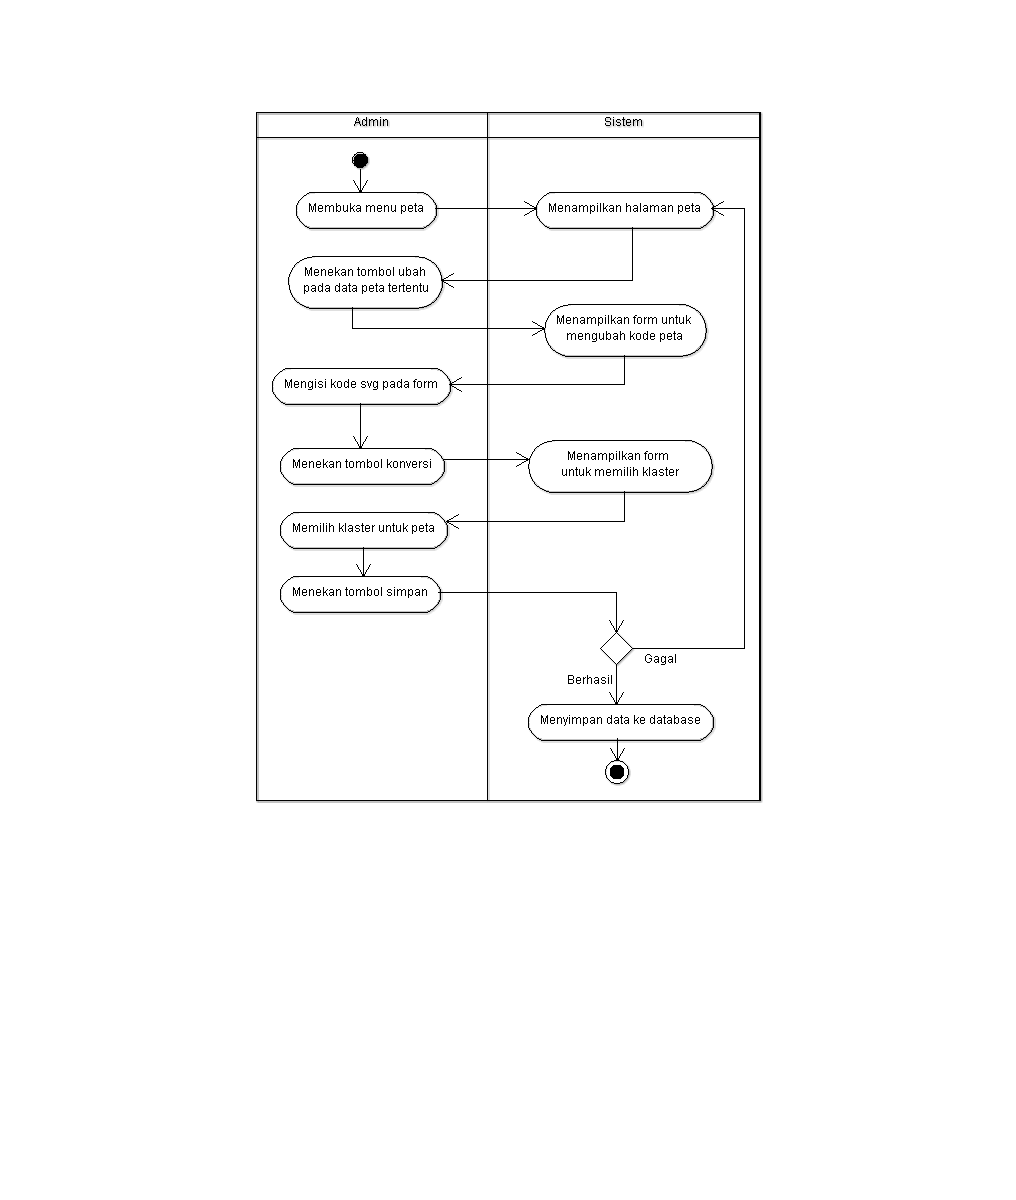 Admin
Sistem
Membuka menu peta
Menampilkan halaman peta
Menekan tombol ubah
pada data peta tertentu
Menampilkan form untuk
mengubah kode peta
Mengisi kode svg pada form
Menekan tombol konversi
Menampilkan form
untuk memilih klaster
Memilih klaster untuk peta
Menekan tombol simpan
Gagal
Berhasil
Menyimpan data ke database